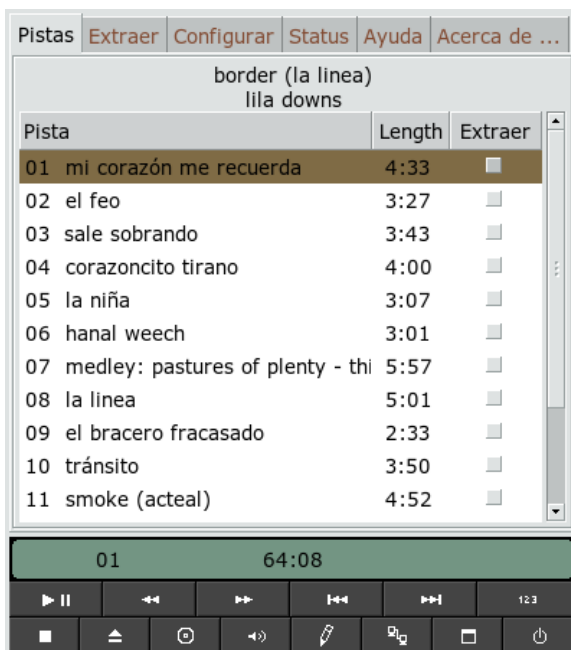 Pistas Extraer Configurar Status Ayuda Acerca de ...
border (la linea)
lila downs
Pista Length Extraer
01 mi corazón me recuerda 4:33
02 el feo 3:27
03 sale sobrando 3:43
04 corazoncito tirano 4:00
05 la niña 3:07
06 hanal weech 3:01
07 medley: pastures of plenty - thi 5:57
08 la linea 5:01
09 el bracero fracasado 2:33
10 tránsito 3:50
11 smoke (acteal) 4:52
01 64:08
123